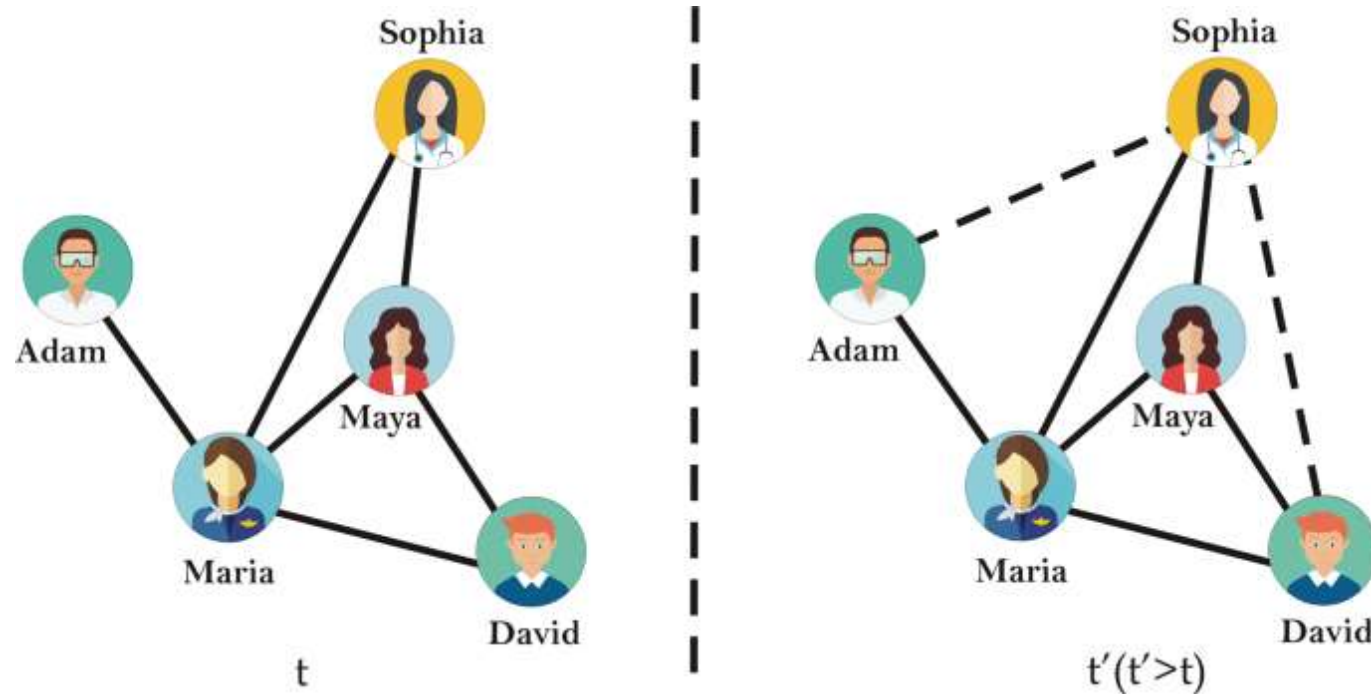 Sophia
Adam
Maya
Maria
David
t
Sophia
Adam
Maya
Maria
David
t′(t′>t)